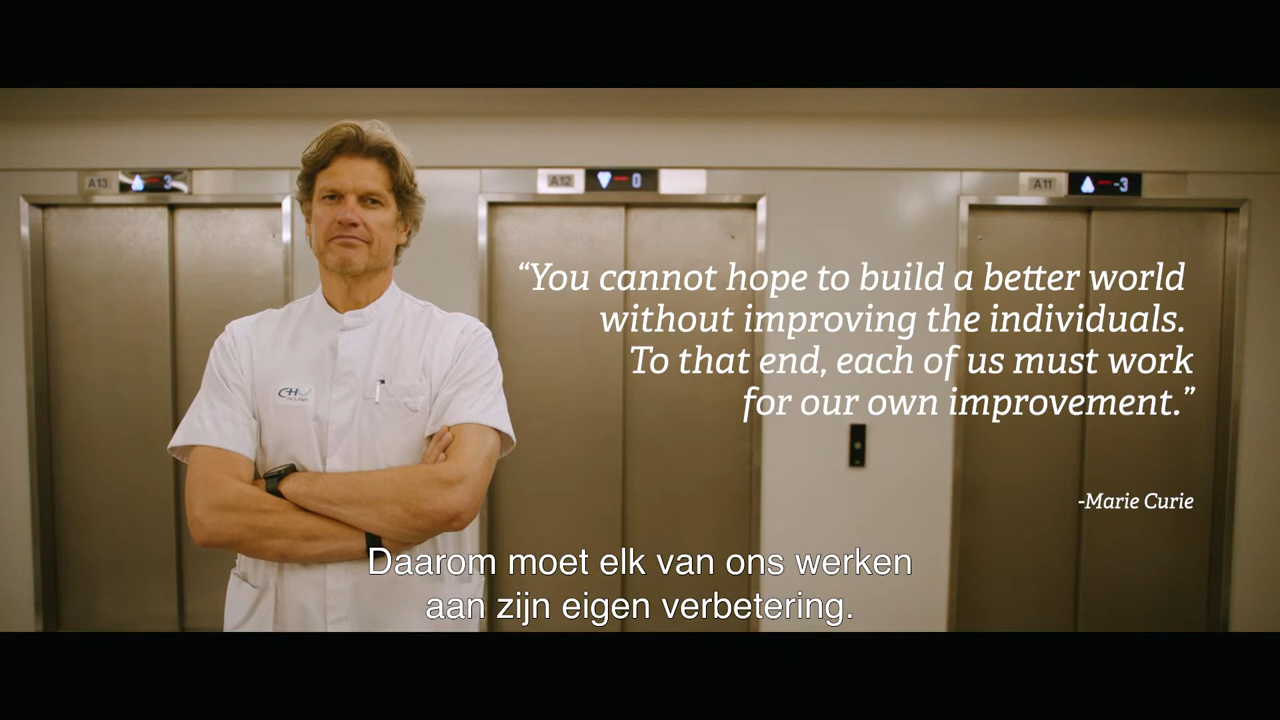 A13
3
A12
0
A11
-3
“You cannot hope to build a better world
without improving the individuals.
To that end, each of us must work
for our own improvement.”
CHU
-Marie Curie
Daarom moet elk van ons werken
aan zijn eigen verbetering.